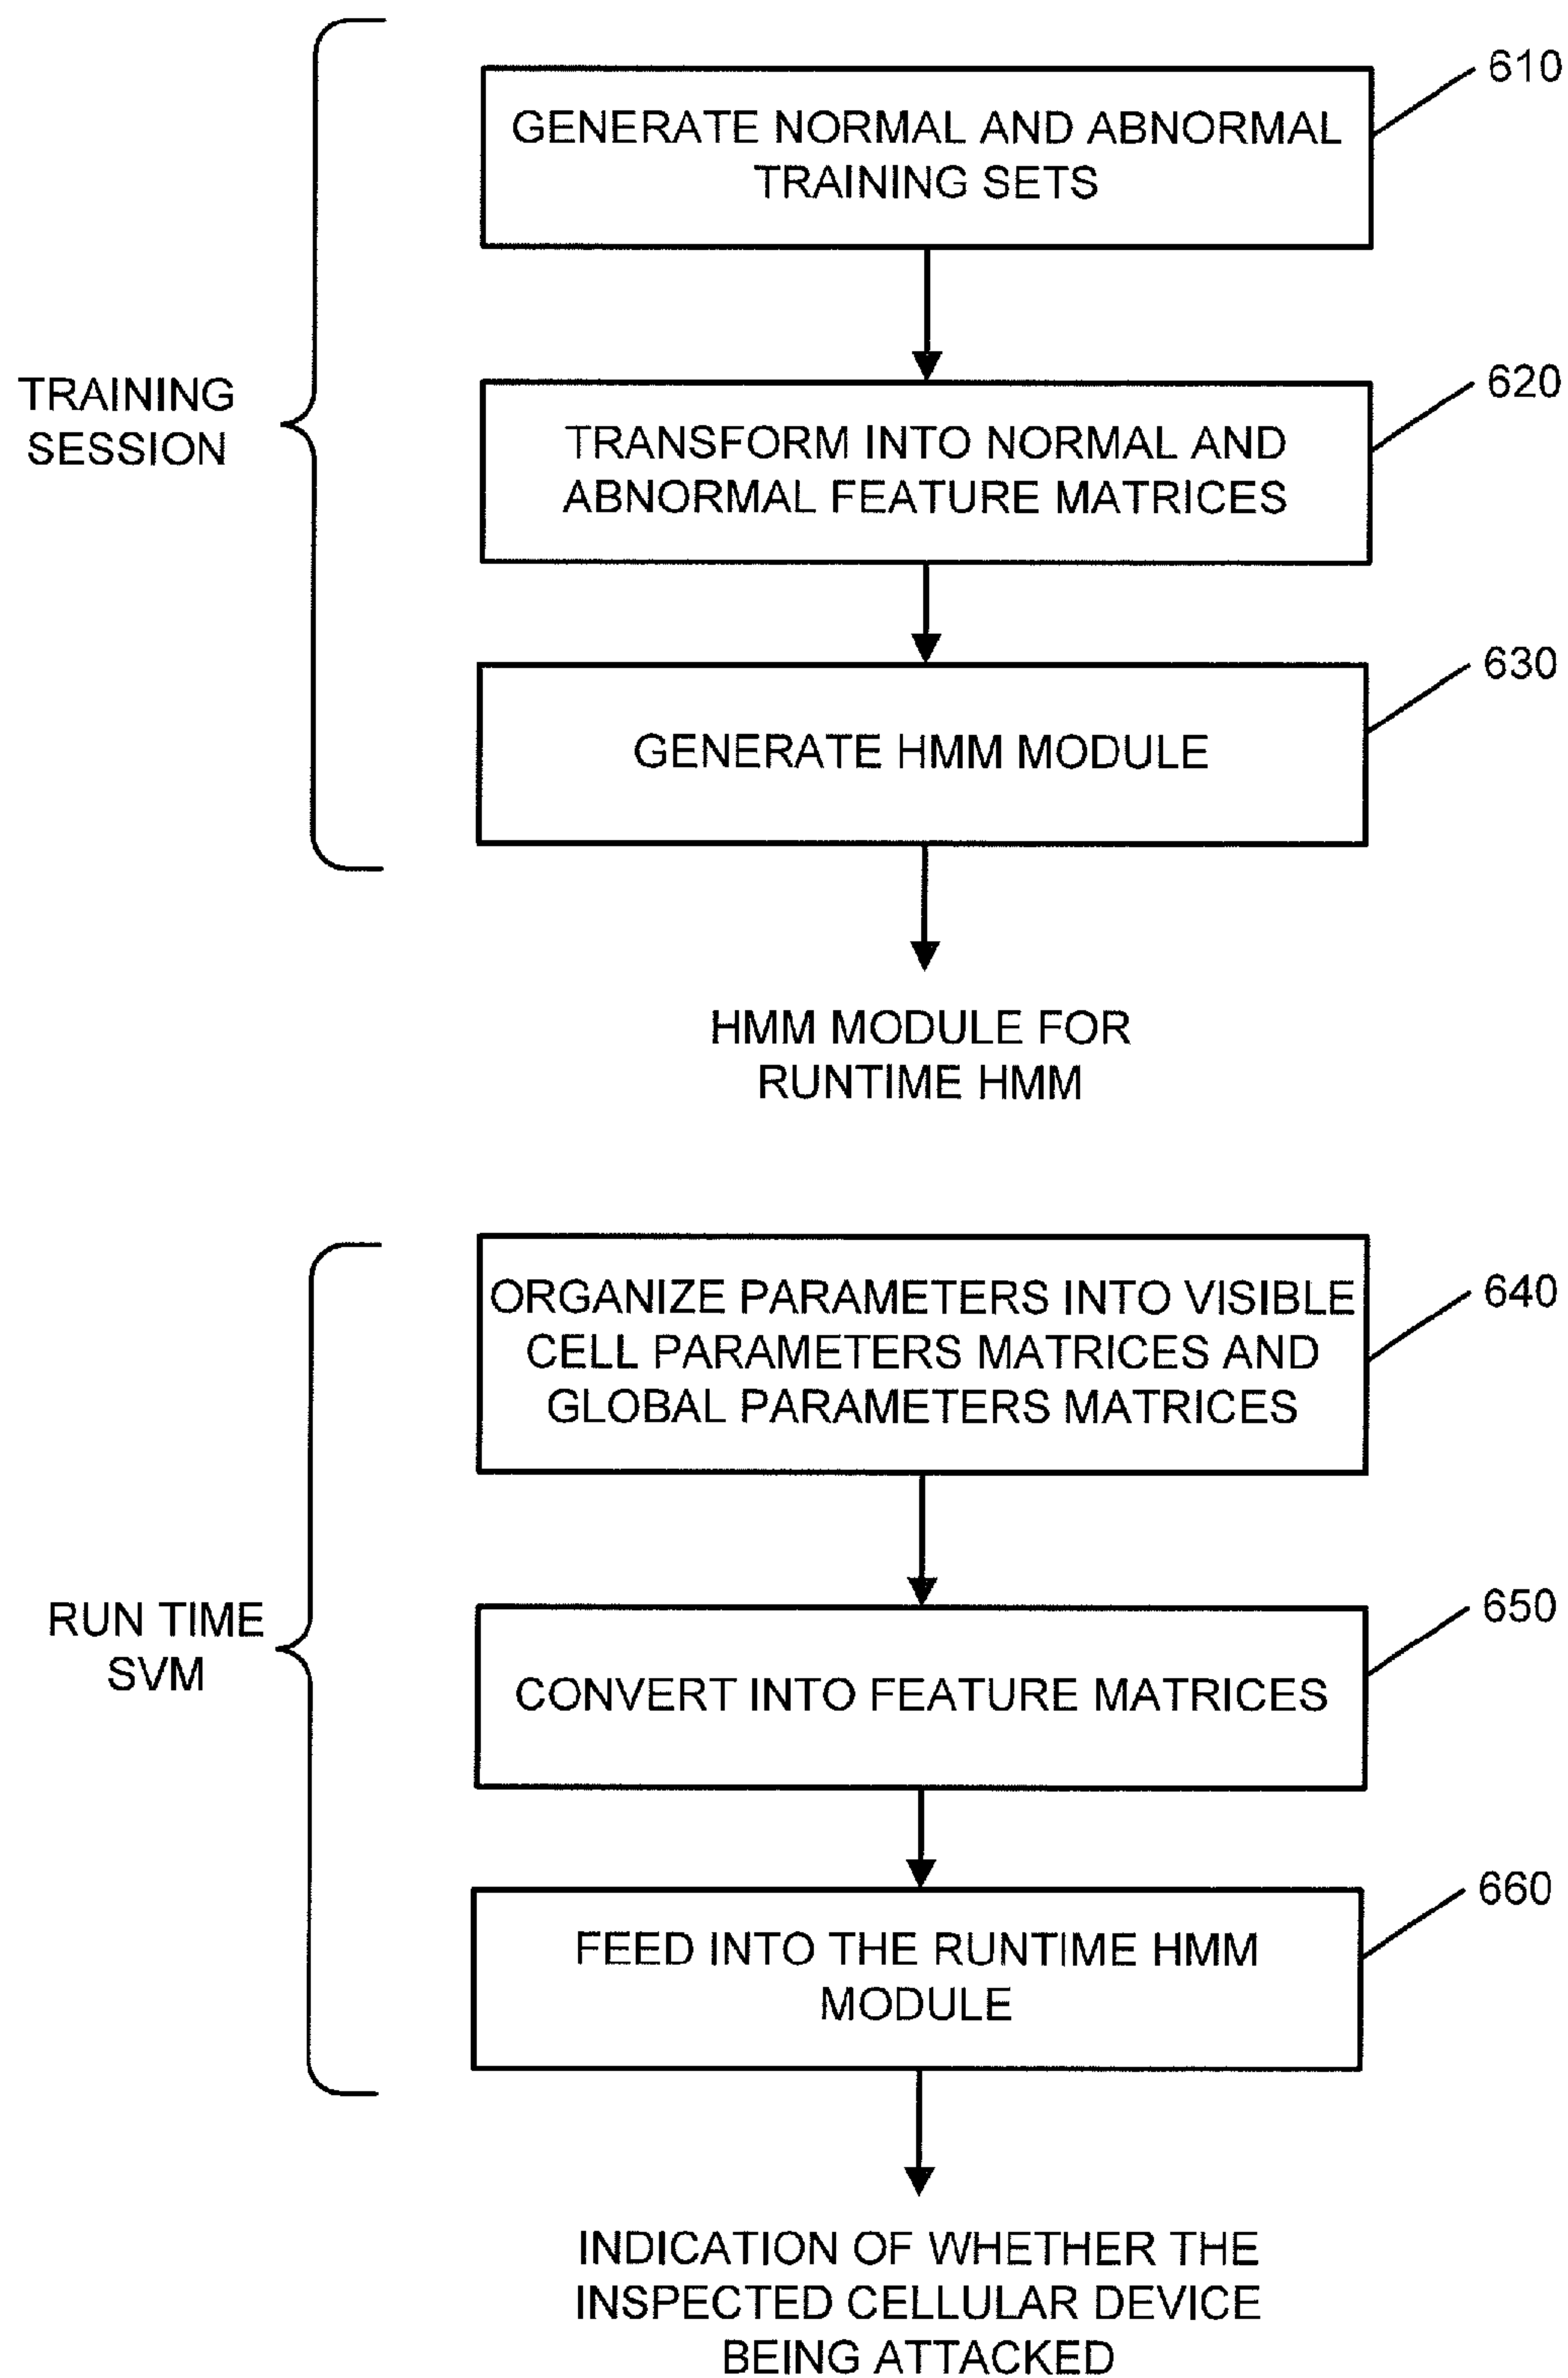 610
GENERATE NORMAL AND ABNORMAL
TRAINING SETS
TRAINING
SESSION
620
TRANSFORM INTO NORMAL AND
ABNORMAL FEATURE MATRICES
630
GENERATE HMM MODULE
HMM MODULE FOR
RUNTIME HMM
640
ORGANIZE PARAMETERS INTO VISIBLE
CELL PARAMETERS MATRICES AND
GLOBAL PARAMETERS MATRICES
RUN TIME
SVM
650
CONVERT INTO FEATURE MATRICES
660
FEED INTO THE RUNTIME HMM
MODULE
INDICATION OF WHETHER THE
INSPECTED CELLULAR DEVICE
BEING ATTACKED